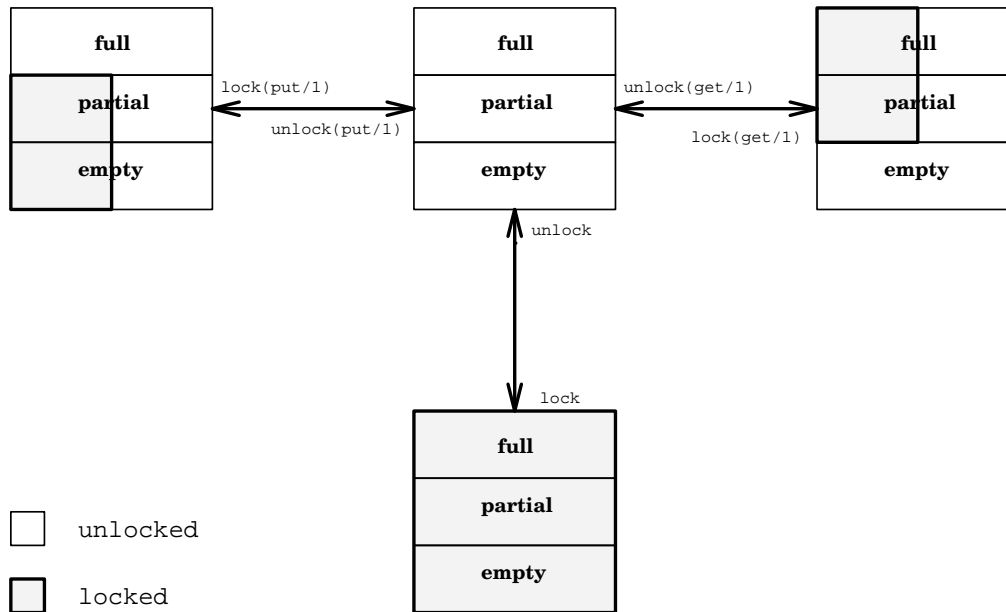 full
partial
empty
lock(put/1)
unlock(put/1)
full
partial
empty
unlock(get/1)
lock(get/1)
full
partial
empty
unlock
lock
full
partial
empty
unlocked
locked